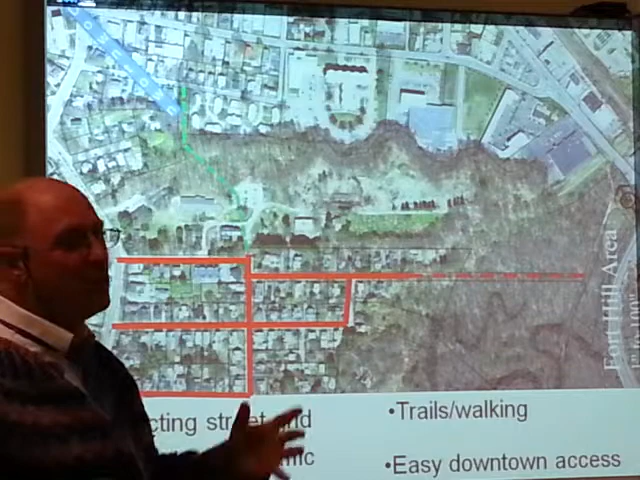 Fort Hill Area
cting street and
•Trails/walking
•Easy downtown access